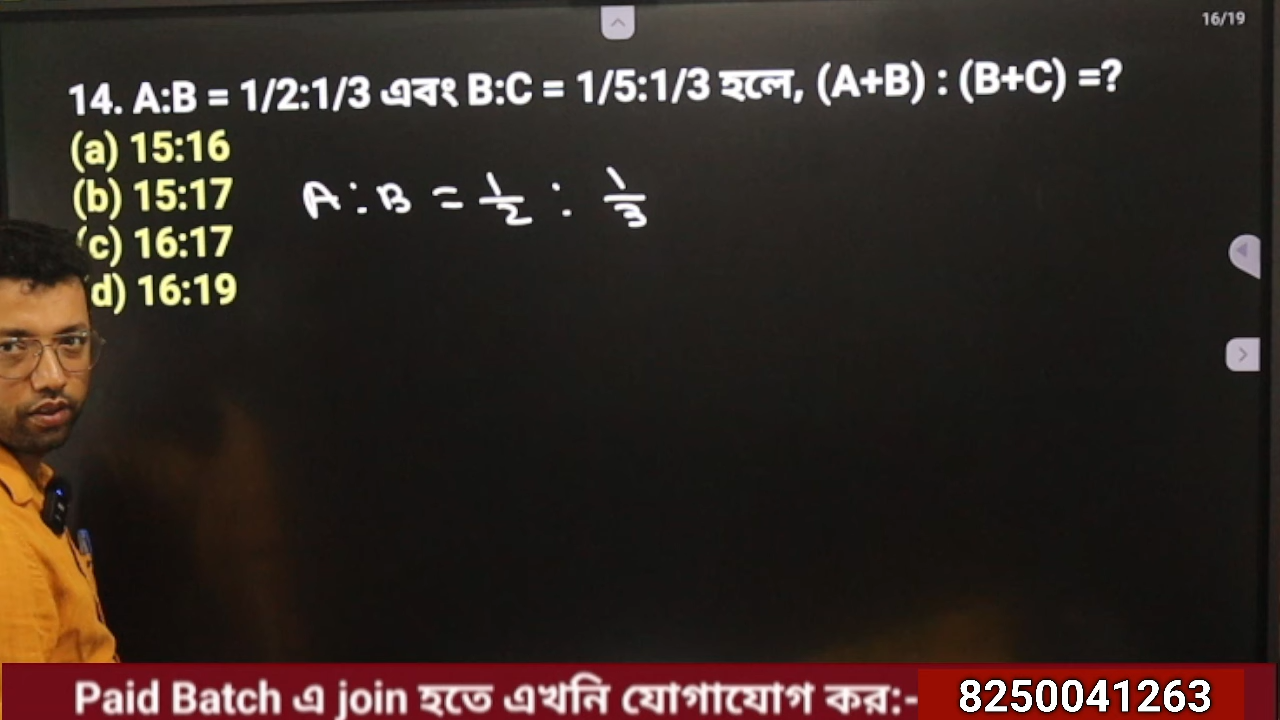 16/19
14. A:B = 1/2:1/3 এবং B:C = 1/5:1/3 হলে, (A+B) : (B+C) =?
(a) 15:16
(b) 15:17
(c) 16:17
d) 16:19
A:B = 1/2 : 1/3
Paid Batch এ join হতে এখনি যোগাযোগ কর:- 8250041263